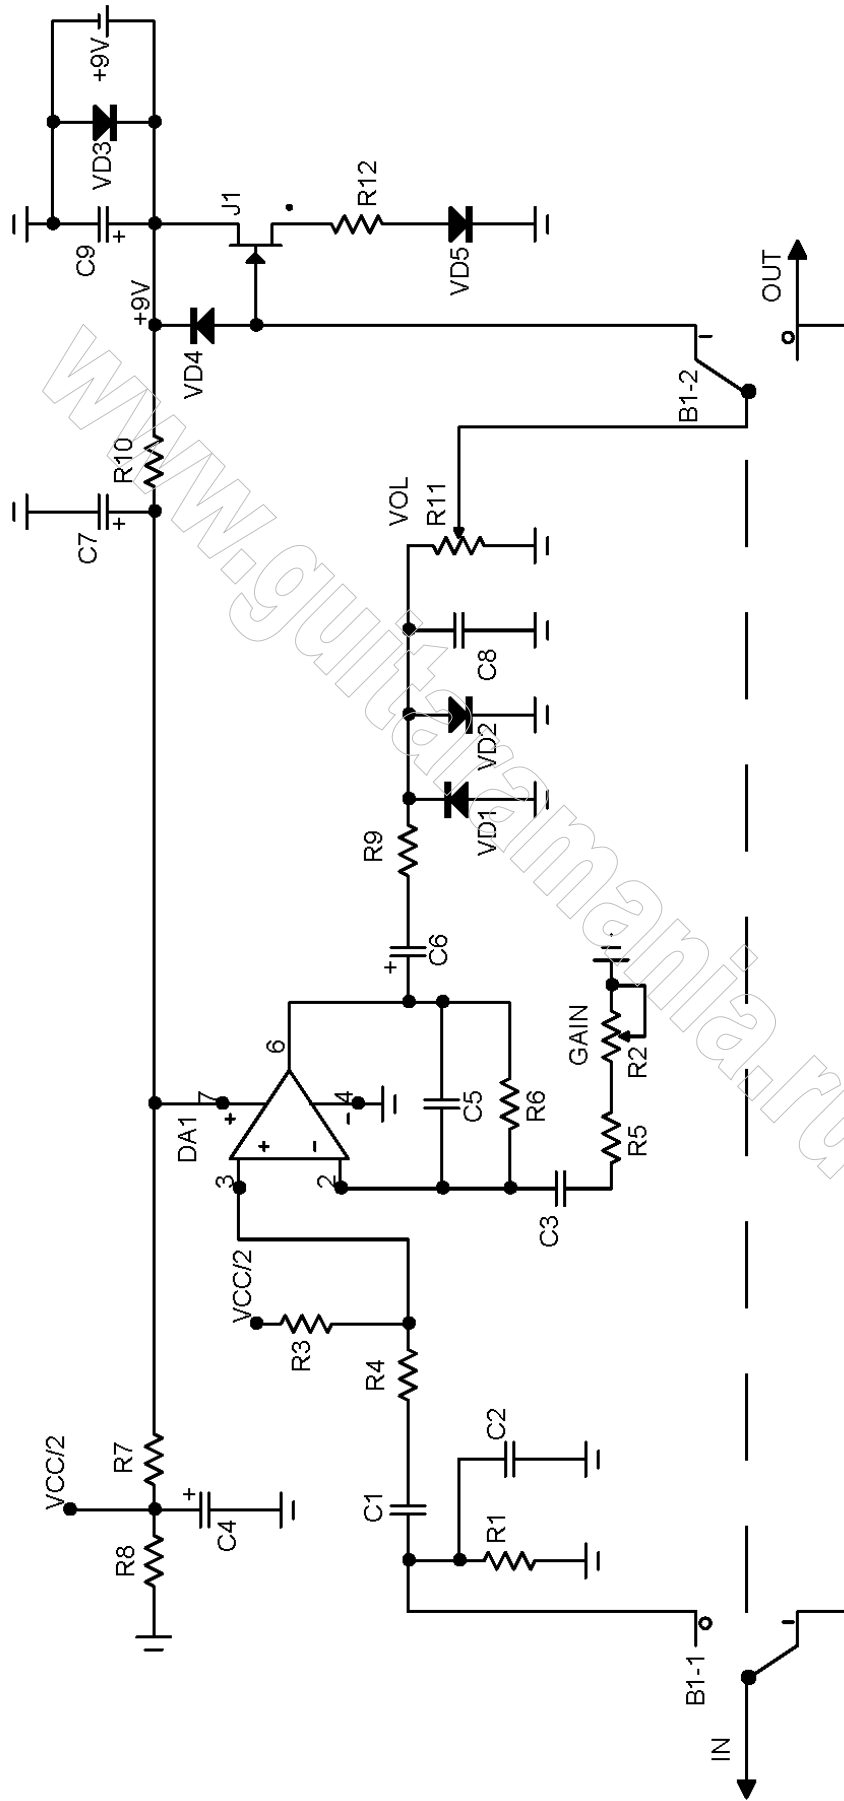 VCC/2
R8
R7
C4
+
C7
+
R10
+9V
C9
+
VD3
+9V
VD4
J1
R12
VD5
DA1
7
+
3
+
2
-
4
-
6
VCC/2
R3
R4
C1
C2
R1
C5
R6
C3
R5
R2
GAIN
+
C6
R9
VD1
VD2
C8
VOL
R11
B1-1
B1-2
IN
OUT
www.guitaramania.ru